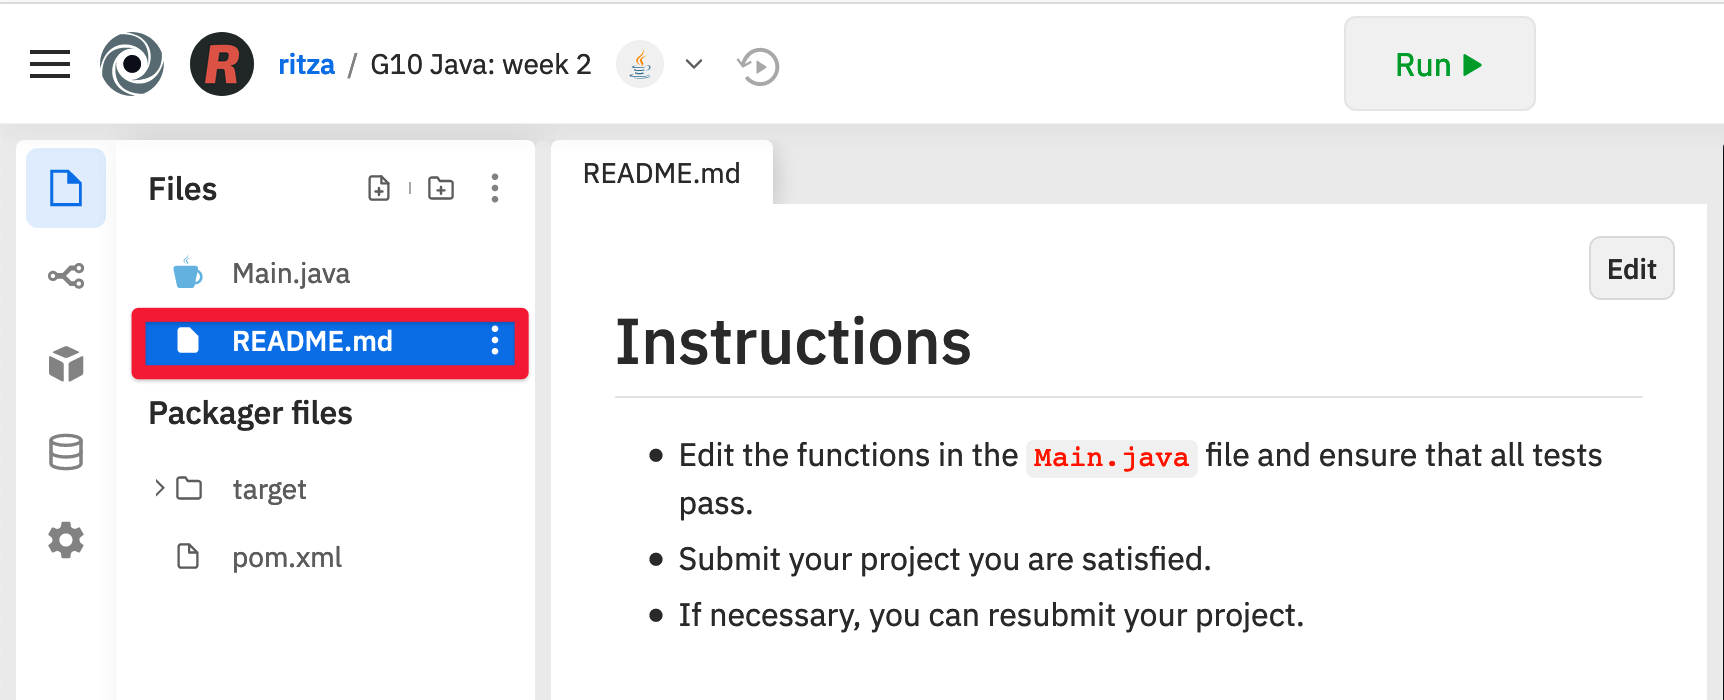 R ritza / G10 Java: week 2
Run
Files
README.md
Main.java
Edit
README.md
Instructions
Packager files
Edit the functions in the Main.java file and ensure that all tests
pass.
target
Submit your project you are satisfied.
pom.xml
If necessary, you can resubmit your project.